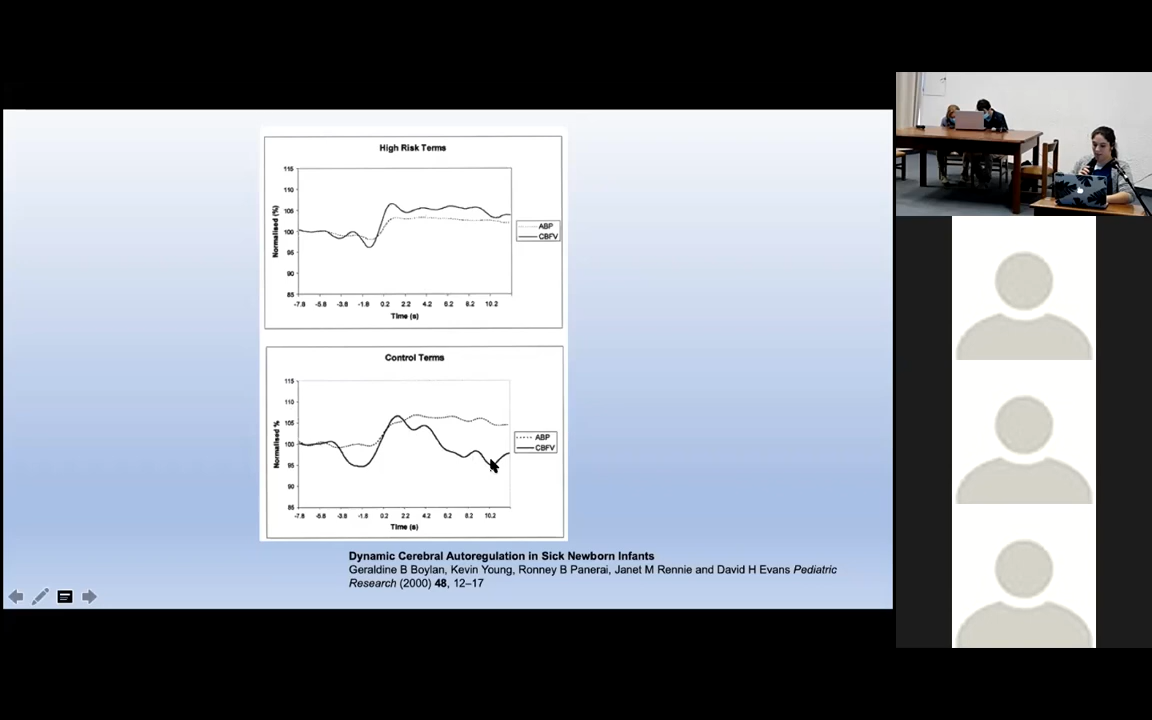 High Risk Terms
115
110
105
100
95
90
85
Normalised (%)
-7.8 -5.8 -3.8 -1.8 0.2 2.2 4.2 6.2 8.2 10.2
Time (s)
ABP
CBFV
Control Terms
115
110
105
100
95
90
85
Normalised %
-7.8 -5.8 -3.8 -1.8 0.2 2.2 4.2 6.2 8.2 10.2
Time (s)
ABP
CBFV
Dynamic Cerebral Autoregulation in Sick Newborn Infants
Geraldine B Boylan, Kevin Young, Ronney B Panerai, Janet M Rennie and David H Evans Pediatric
Research (2000) 48, 12–17